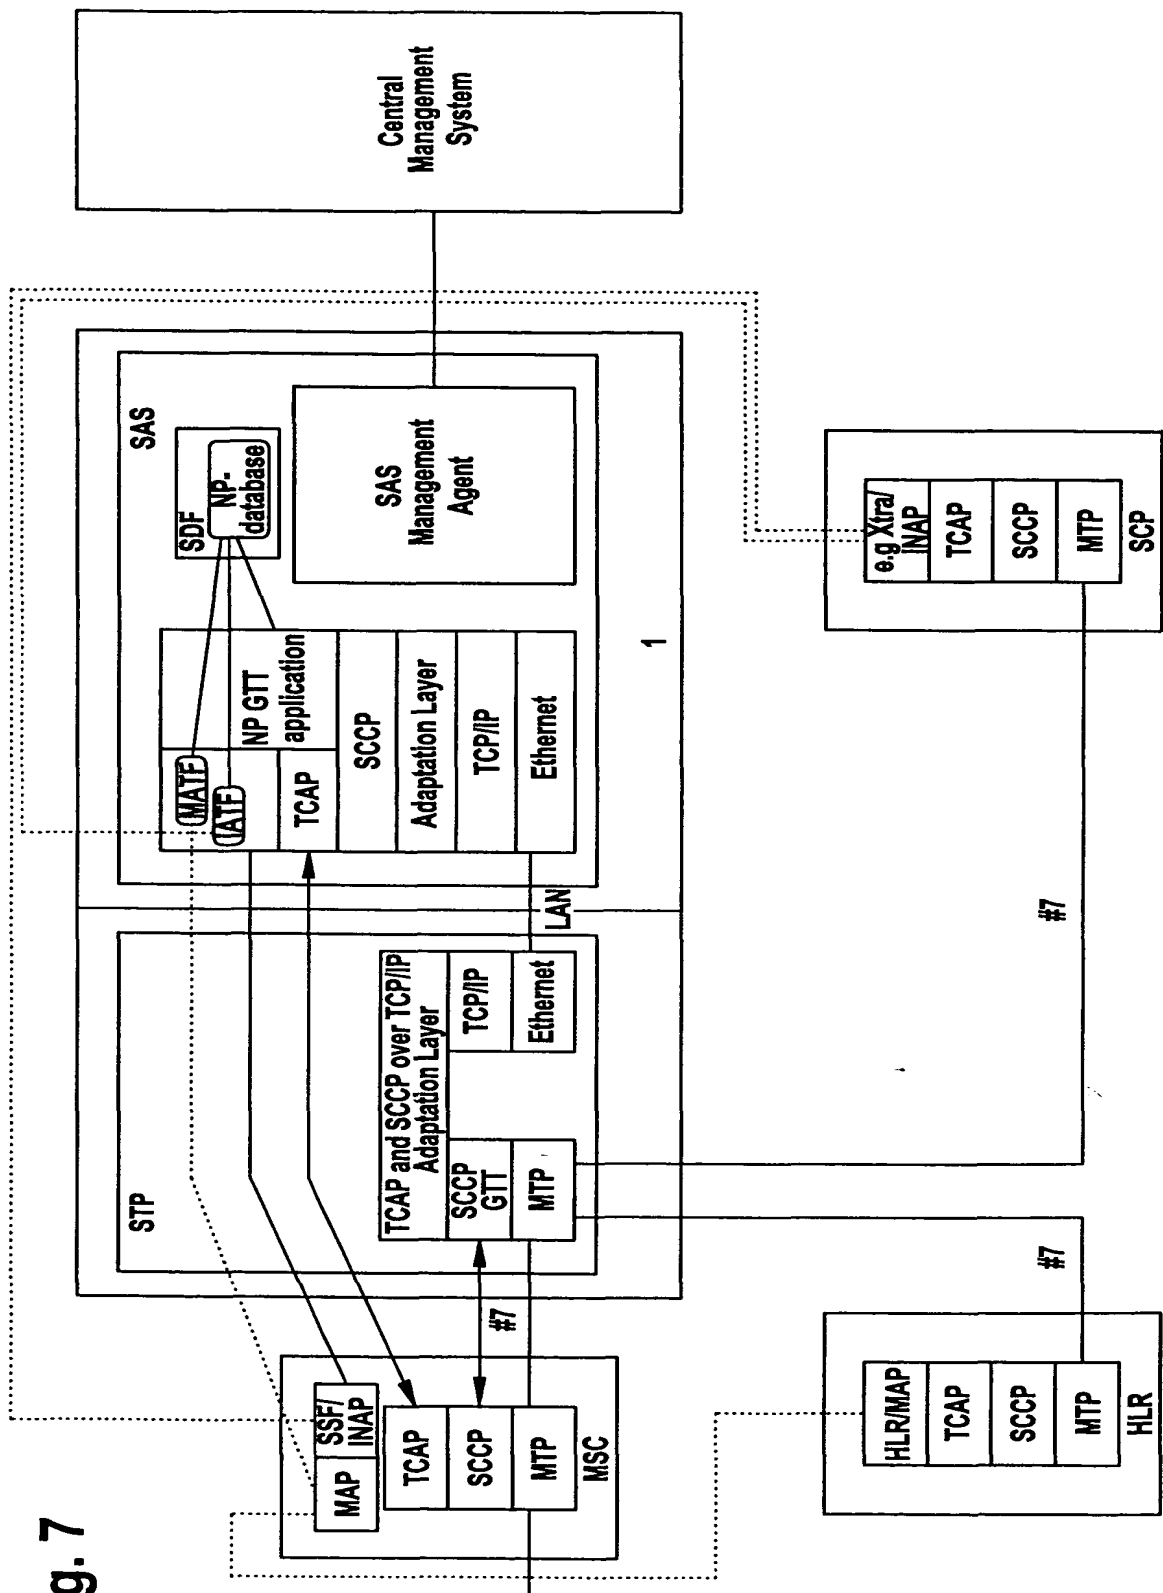 g. 7
MAP
SSF/
INAP
TCAP
SCCP
MTP
MSC
#7
STP
TCAP and SCCP over TCP/IP
Adaptation Layer
SCCP
GTT
MTP
TCP/IP
Ethernet
LAN
SAS
MATF
IATF
TCAP
NP GTT
application
SCCP
Adaptation Layer
TCP/IP
Ethernet
SDF
NP-
database
SAS
Management
Agent
1
Central
Management
System
HLR/MAP
TCAP
SCCP
MTP
HLR
#7
#7
e.g Xtra/
INAP
TCAP
SCCP
MTP
SCP